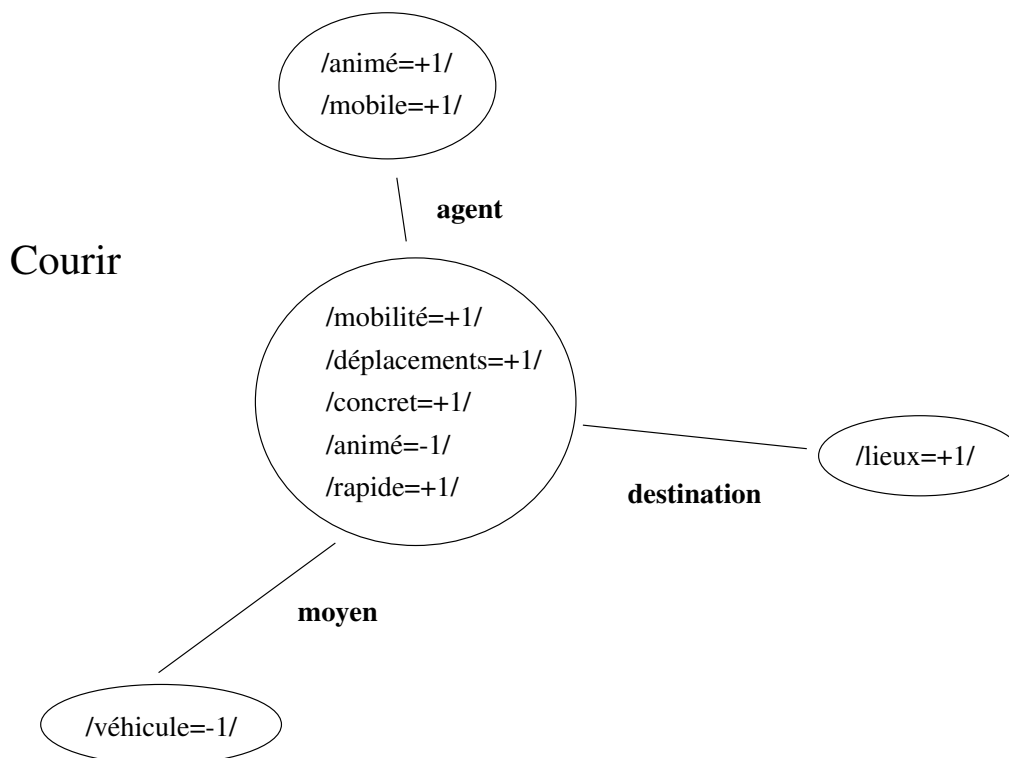 /animé=+1/
/mobile=+1/
agent
Courir
/mobilité=+1/
/déplacements=+1/
/concret=+1/
/animé=-1/
/rapide=+1/
/lieux=+1/
destination
moyen
/véhicule=-1/